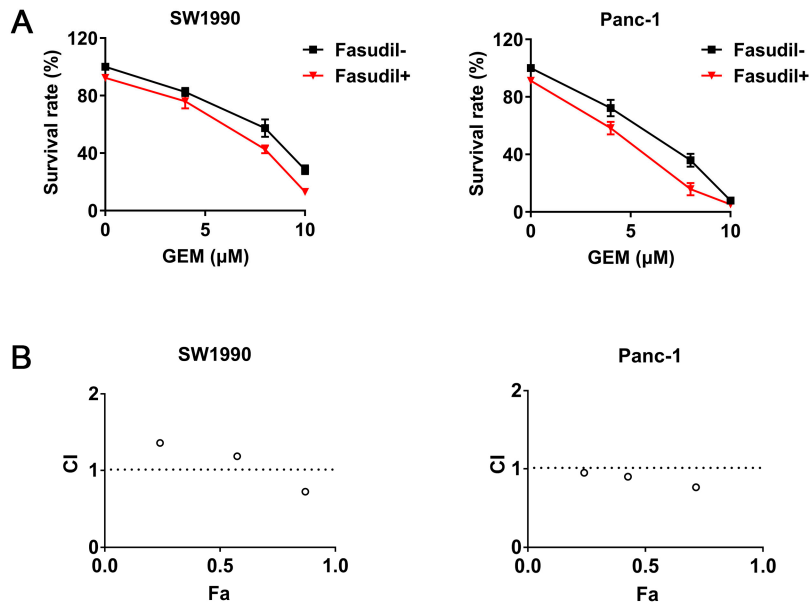 A
SW1990
Survival rate (%)
120
80
40
0
0 5 10
GEM (µM)
Fasudil-
Fasudil+
Panc-1
Survival rate (%)
120
80
40
0
0 5 10
GEM (µM)
Fasudil-
Fasudil+
B
SW1990
CI
2
1
0
0.0 0.5 1.0
Fa
Panc-1
CI
2
1
0
0.0 0.5 1.0
Fa